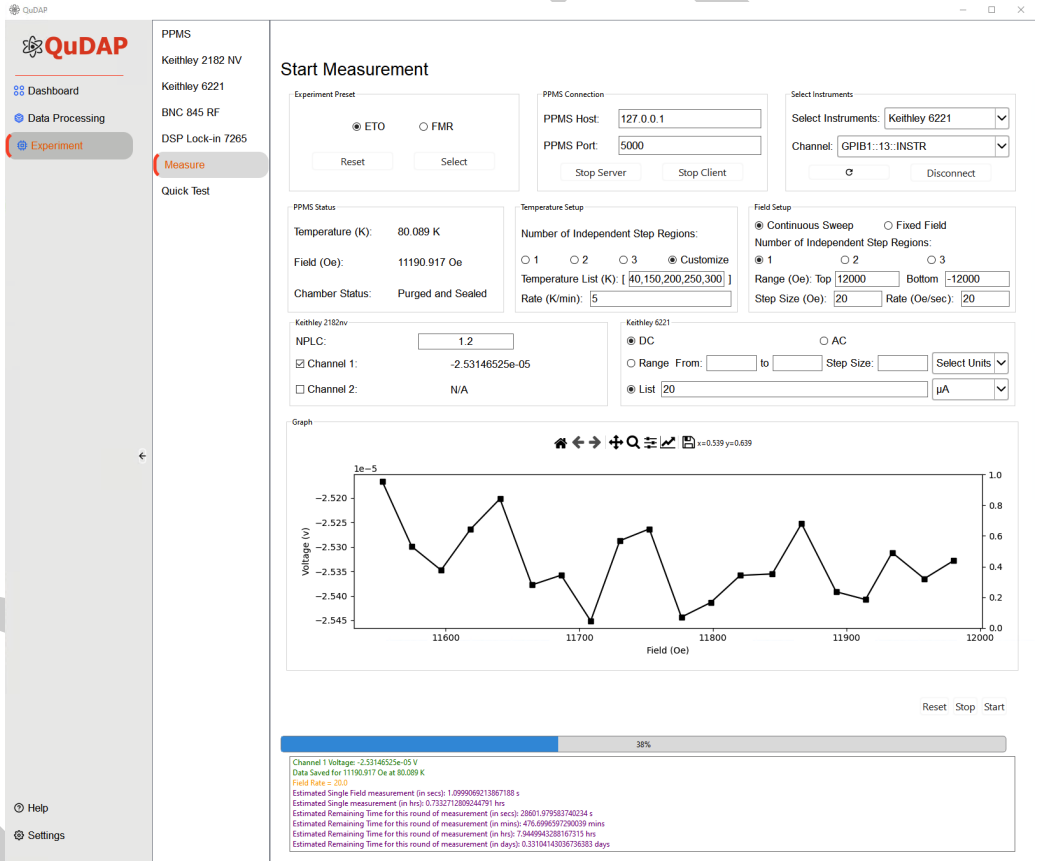 QuDAP
QuDAP
Dashboard
Data Processing
Experiment
Help
Settings
PPMS
Keithley 2182 NV
Keithley 6221
BNC 845 RF
DSP Lock-in 7265
Measure
Quick Test
Start Measurement
Experiment Preset
ETO FMR
Reset Select
PPMS Connection
PPMS Host: 127.0.0.1
PPMS Port: 5000
Stop Server Stop Client
Select Instruments
Select Instruments: Keithley 6221
Channel: GPIB1::13::INSTR
Disconnect
PPMS Status
Temperature (K): 80.089 K
Field (Oe): 11190.917 Oe
Chamber Status: Purged and Sealed
Temperature Setup
Number of Independent Step Regions:
1 2 3 Customize
Temperature List (K): [ 40,150,200,250,300 ]
Rate (K/min): 5
Field Setup
Continuous Sweep Fixed Field
Number of Independent Step Regions:
1 2 3
Range (Oe): Top 12000 Bottom -12000
Step Size (Oe): 20 Rate (Oe/sec): 20
Keithley 2182nv
NPLC: 1.2
Channel 1: -2.53146525e-05
Channel 2: N/A
Keithley 6221
DC AC
Range From: to Step Size: Select Units
List 20 µA
Graph
x=0.539 y=0.639
1e−5
−2.520
−2.525
−2.530
−2.535
−2.540
−2.545
Voltage (v)
1.0
0.8
0.6
0.4
0.2
0.0
11600 11700 11800 11900 12000
Field (Oe)
Reset Stop Start
38%
Channel 1 Voltage: -2.53146525e-05 V
Data Saved for 11190.917 Oe at 80.089 K
Field Rate = 20.0
Estimated Single Field measurement (in secs): 1.0999069213867188 s
Estimated Single measurement (in hrs): 0.7332712809244791 hrs
Estimated Remaining Time for this round of measurement (in secs): 28601.979583740234 s
Estimated Remaining Time for this round of measurement (in mins): 476.6996597290039 mins
Estimated Remaining Time for this round of measurement (in hrs): 7.9449943288167315 hrs
Estimated Remaining Time for this round of measurement (in days): 0.33104143036736383 days